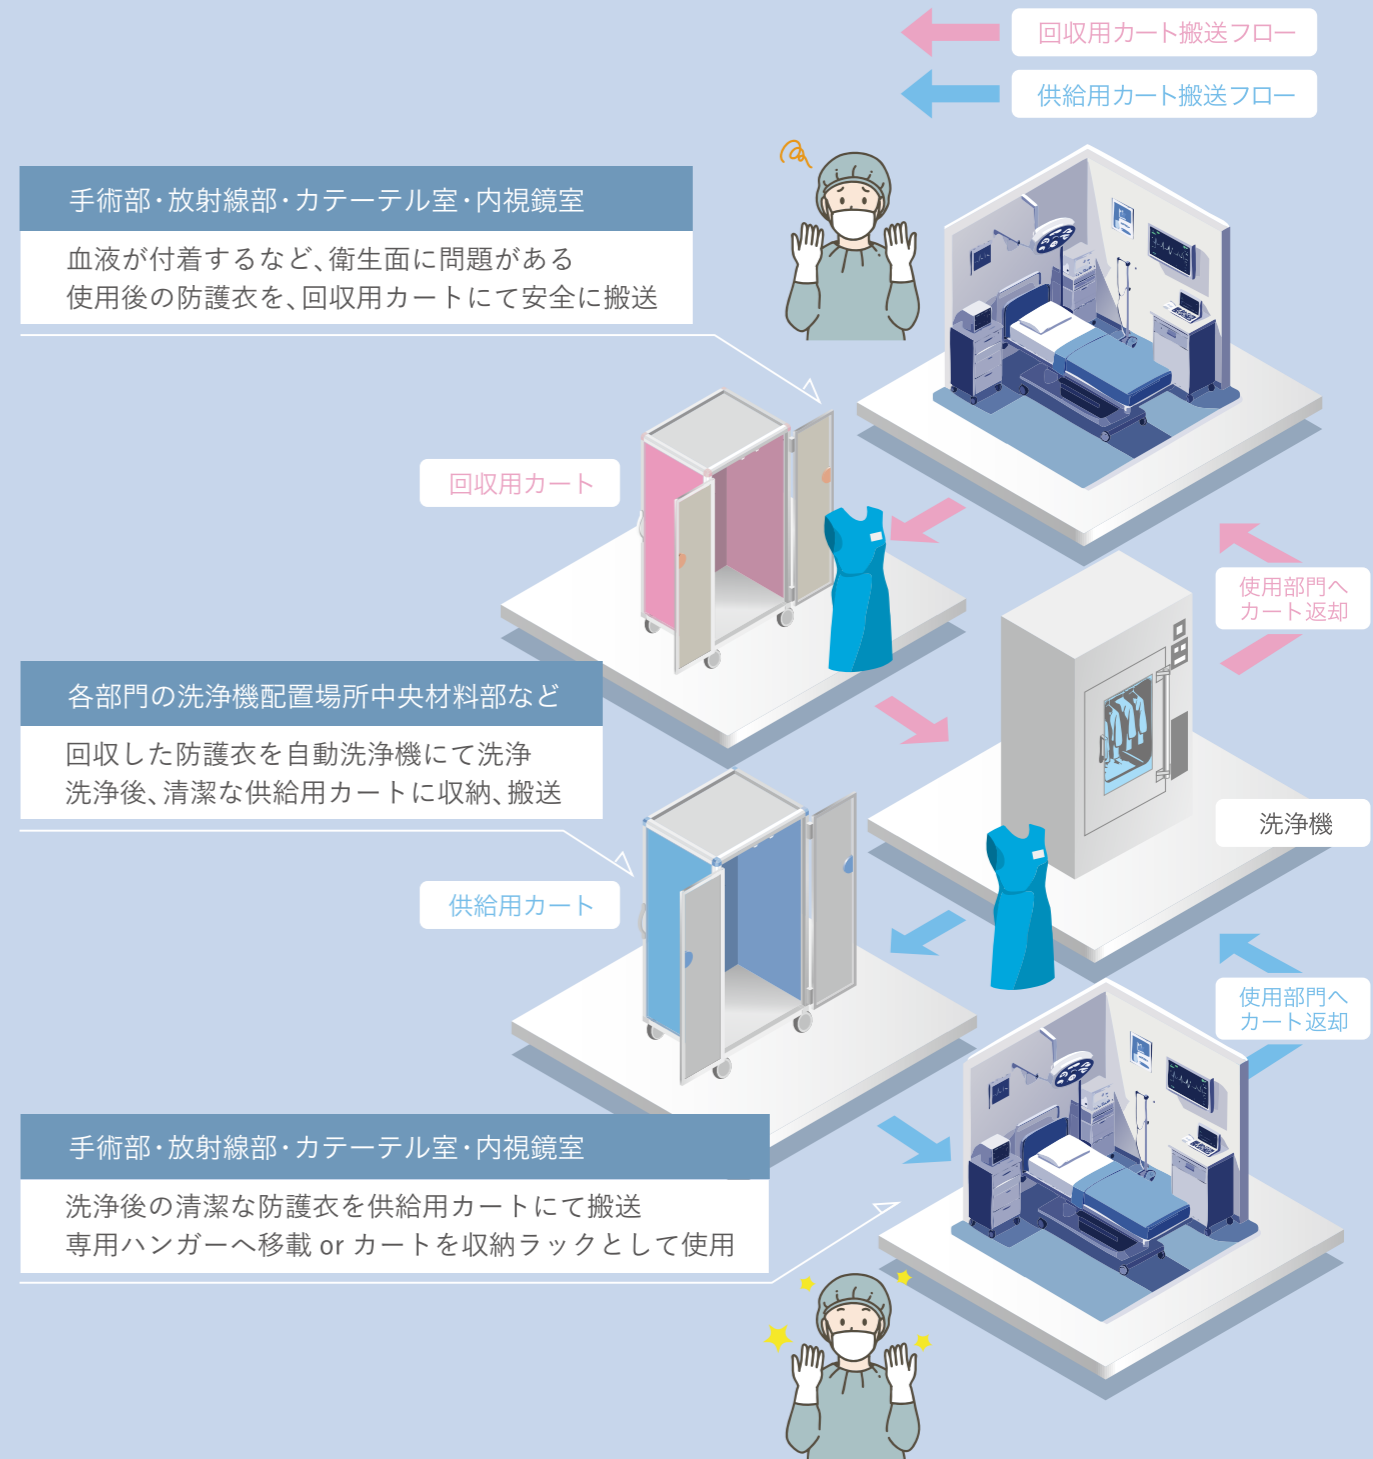 回収用カート搬送フロー
供給用カート搬送フロー
手術部・放射線部・カテーテル室・内視鏡室
血液が付着するなど、衛生面に問題がある
使用後の防護衣を、回収用カートにて安全に搬送
回収用カート
使用部門へ
カート返却
各部門の洗浄機配置場所中央材料部など
回収した防護衣を自動洗浄機にて洗浄
洗浄後、清潔な供給用カートに収納、搬送
洗浄機
供給用カート
使用部門へ
カート返却
手術部・放射線部・カテーテル室・内視鏡室
洗浄後の清潔な防護衣を供給用カートにて搬送
専用ハンガーへ移載 or カートを収納ラックとして使用